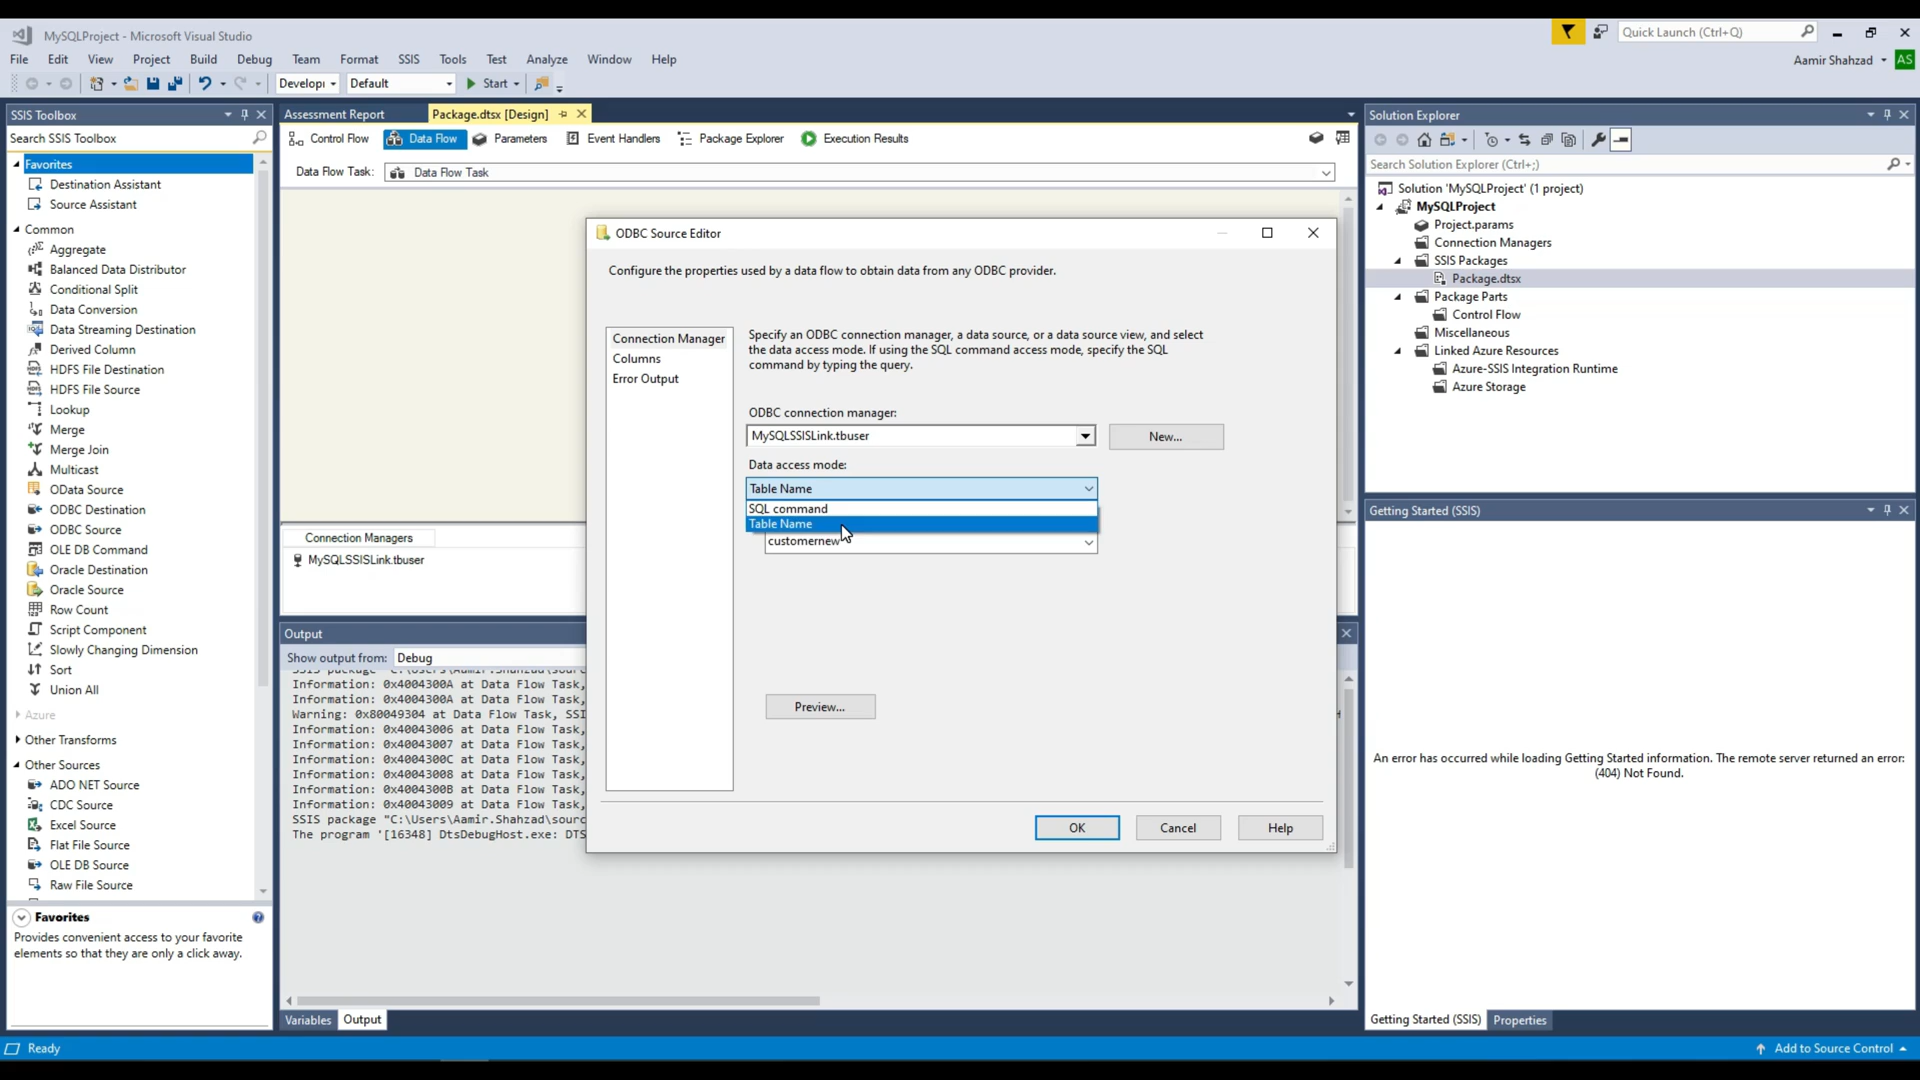 MySQLProject - Microsoft Visual Studio
Quick Launch (Ctrl+Q)
File Edit View Project Build Debug Team Format SSIS Tools Test Analyze Window Help
Aamir Shahzad AS
Developi Default Start
SSIS Toolbox
Search SSIS Toolbox
Favorites
Destination Assistant
Source Assistant
Common
Aggregate
Balanced Data Distributor
Conditional Split
Data Conversion
Data Streaming Destination
Derived Column
HDFS File Destination
HDFS File Source
Lookup
Merge
Merge Join
Multicast
OData Source
ODBC Destination
ODBC Source
OLE DB Command
Oracle Destination
Oracle Source
Row Count
Script Component
Slowly Changing Dimension
Sort
Union All
Azure
Other Transforms
Other Sources
ADO NET Source
CDC Source
Excel Source
Flat File Source
OLE DB Source
Raw File Source
Favorites
Provides convenient access to your favorite
elements so that they are only a click away.
Assessment Report Package.dtsx [Design]
Control Flow Data Flow Parameters Event Handlers Package Explorer Execution Results
Data Flow Task: Data Flow Task
Connection Managers
MySQLSSISLink.tbuser
ODBC Source Editor
Configure the properties used by a data flow to obtain data from any ODBC provider.
Connection Manager
Columns
Error Output
Specify an ODBC connection manager, a data source, or a data source view, and select
the data access mode. If using the SQL command access mode, specify the SQL
command by typing the query.
ODBC connection manager:
MySQLSSISLink.tbuser New...
Data access mode:
Table Name
SQL command
Table Name
customernew
Preview...
OK Cancel Help
Output
Show output from: Debug
SSIS package "C:\Users\Aamir.Shahzad\sourc
Information: 0x4004300A at Data Flow Task,
Information: 0x4004300A at Data Flow Task,
Warning: 0x80049304 at Data Flow Task, SSI
Information: 0x40043006 at Data Flow Task,
Information: 0x40043007 at Data Flow Task,
Information: 0x4004300C at Data Flow Task,
Information: 0x40043008 at Data Flow Task,
Information: 0x4004300B at Data Flow Task,
Information: 0x40043009 at Data Flow Task,
SSIS package "C:\Users\Aamir.Shahzad\sourc
The program '[16348] DtsDebugHost.exe: DTS
Variables Output
Solution Explorer
Search Solution Explorer (Ctrl+;)
Solution 'MySQLProject' (1 project)
MySQLProject
Project.params
Connection Managers
SSIS Packages
Package.dtsx
Package Parts
Control Flow
Miscellaneous
Linked Azure Resources
Azure-SSIS Integration Runtime
Azure Storage
Getting Started (SSIS)
An error has occurred while loading Getting Started information. The remote server returned an error:
(404) Not Found.
Getting Started (SSIS) Properties
Ready
Add to Source Control